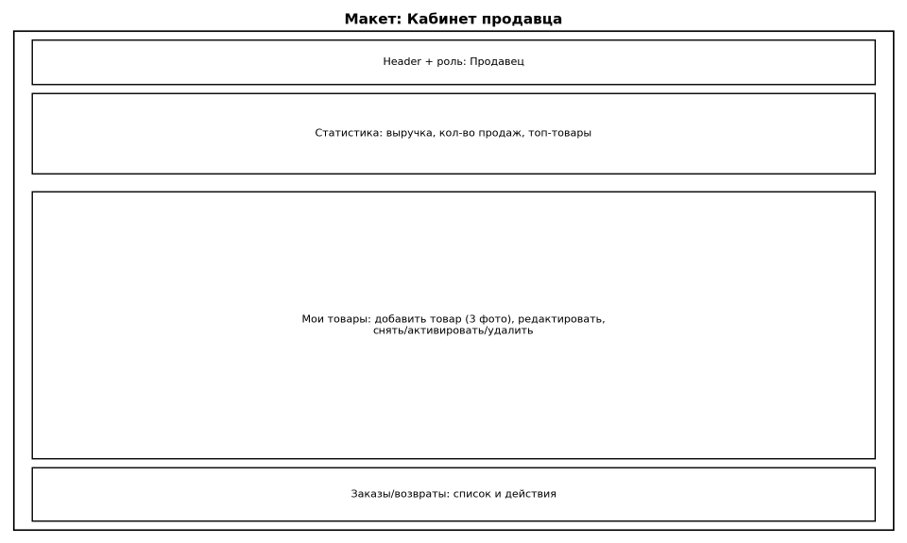 Макет: Кабинет продавца
Header + роль: Продавец
Статистика: выручка, кол-во продаж, топ-товары
Мои товары: добавить товар (3 фото), редактировать,
снять/активировать/удалить
Заказы/возвраты: список и действия